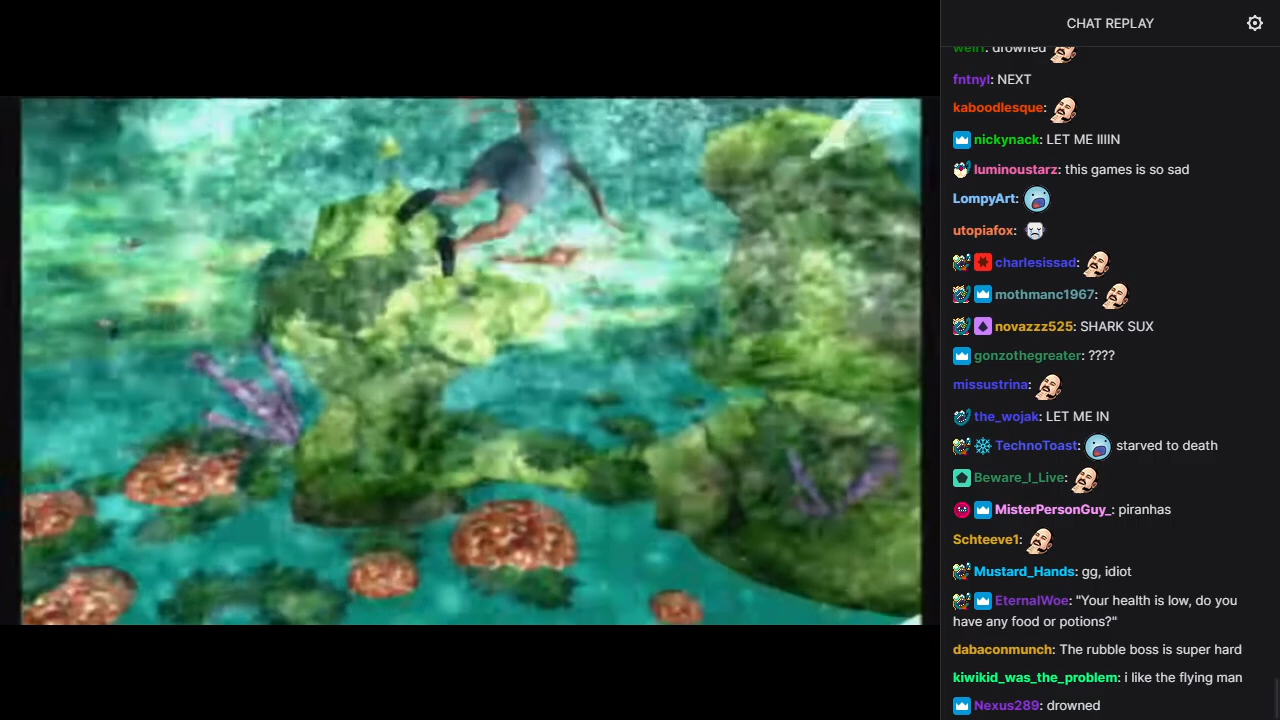 CHAT REPLAY
weirl: drowned
fntnyl: NEXT
kaboodlesque:
nickynack: LET ME IIIIN
luminoustarz: this games is so sad
LompyArt:
utopiafox:
charlesissad:
mothmanc1967:
novazzz525: SHARK SUX
gonzothegreater: ????
missustrina:
the_wojak: LET ME IN
TechnoToast: starved to death
Beware_I_Live:
MisterPersonGuy_: piranhas
Schteeve1:
Mustard_Hands: gg, idiot
EternalWoe: "Your health is low, do you
have any food or potions?"
dabaconmunch: The rubble boss is super hard
kiwikid_was_the_problem: i like the flying man
Nexus289: drowned